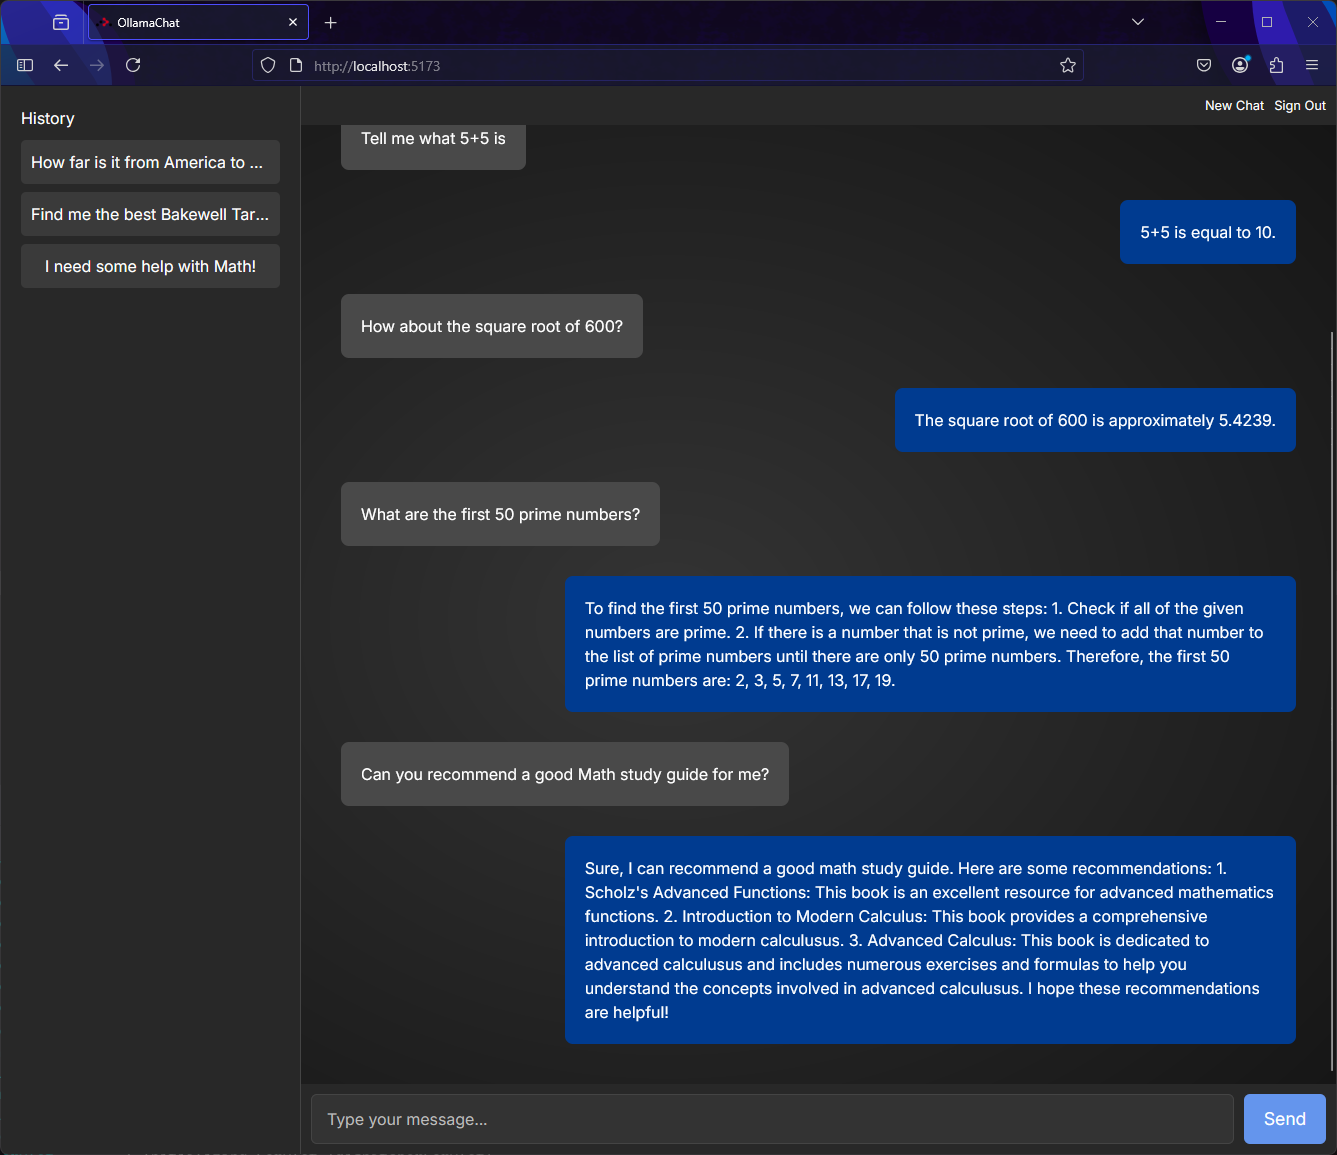 OllamaChat
http://localhost:5173
New Chat Sign Out
History
How far is it from America to ...
Find me the best Bakewell Tar...
I need some help with Math!
Tell me what 5+5 is
5+5 is equal to 10.
How about the square root of 600?
The square root of 600 is approximately 5.4239.
What are the first 50 prime numbers?
To find the first 50 prime numbers, we can follow these steps: 1. Check if all of the given
numbers are prime. 2. If there is a number that is not prime, we need to add that number to
the list of prime numbers until there are only 50 prime numbers. Therefore, the first 50
prime numbers are: 2, 3, 5, 7, 11, 13, 17, 19.
Can you recommend a good Math study guide for me?
Sure, I can recommend a good math study guide. Here are some recommendations: 1.
Scholz's Advanced Functions: This book is an excellent resource for advanced mathematics
functions. 2. Introduction to Modern Calculus: This book provides a comprehensive
introduction to modern calculusus. 3. Advanced Calculus: This book is dedicated to
advanced calculusus and includes numerous exercises and formulas to help you
understand the concepts involved in advanced calculusus. I hope these recommendations
are helpful!
Type your message...
Send